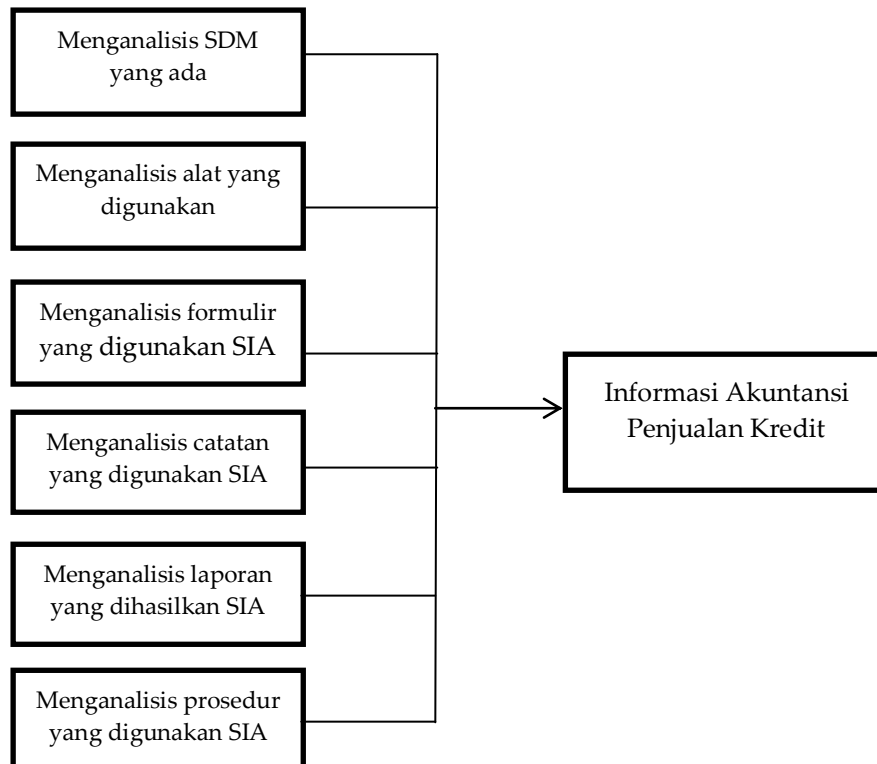 Menganalisis SDM
yang ada
Menganalisis alat yang
digunakan
Menganalisis formulir
yang digunakan SIA
Menganalisis catatan
yang digunakan SIA
Menganalisis laporan
yang dihasilkan SIA
Menganalisis prosedur
yang digunakan SIA
Informasi Akuntansi
Penjualan Kredit